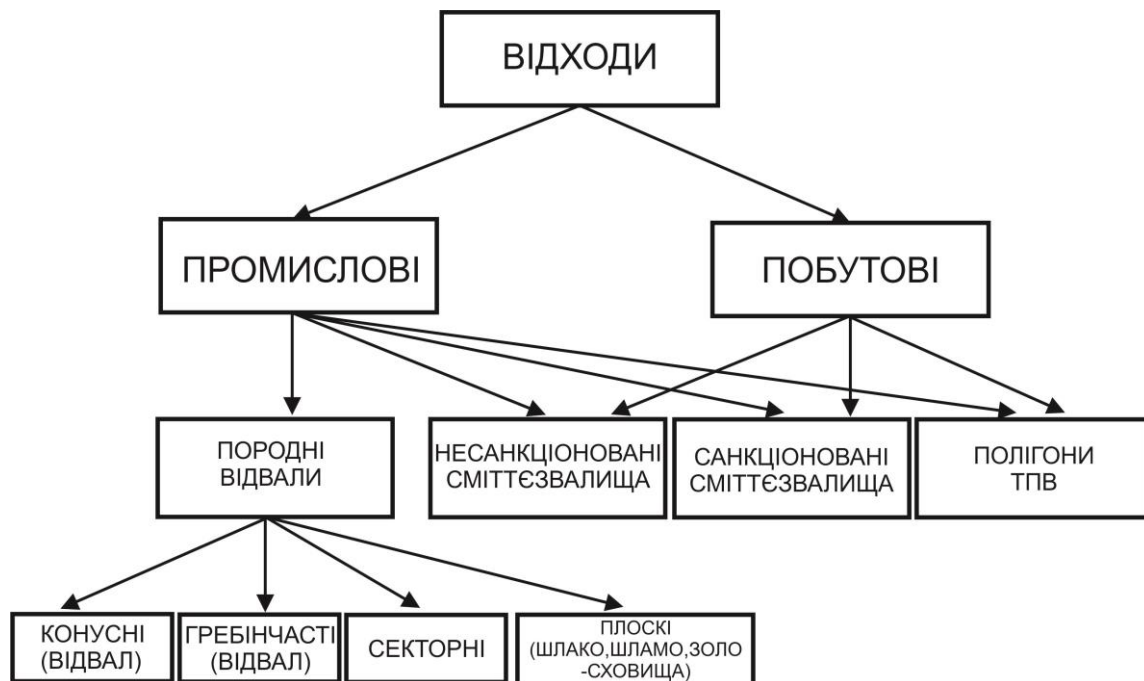 ВІДХОДИ
ПРОМИСЛОВІ
ПОБУТОВІ
ПОРОДНІ
ВІДВАЛИ
НЕСАНКЦІОНОВАНІ
СМІТТЄЗВАЛИЩА
САНКЦІОНОВАНІ
СМІТТЄЗВАЛИЩА
ПОЛІГОНИ
ТПВ
КОНУСНІ
(ВІДВАЛ)
ГРЕБІНЧАСТІ
(ВІДВАЛ)
СЕКТОРНІ
ПЛОСКІ
(ШЛАКО,ШЛАМО,ЗОЛО
-СХОВИЩА)